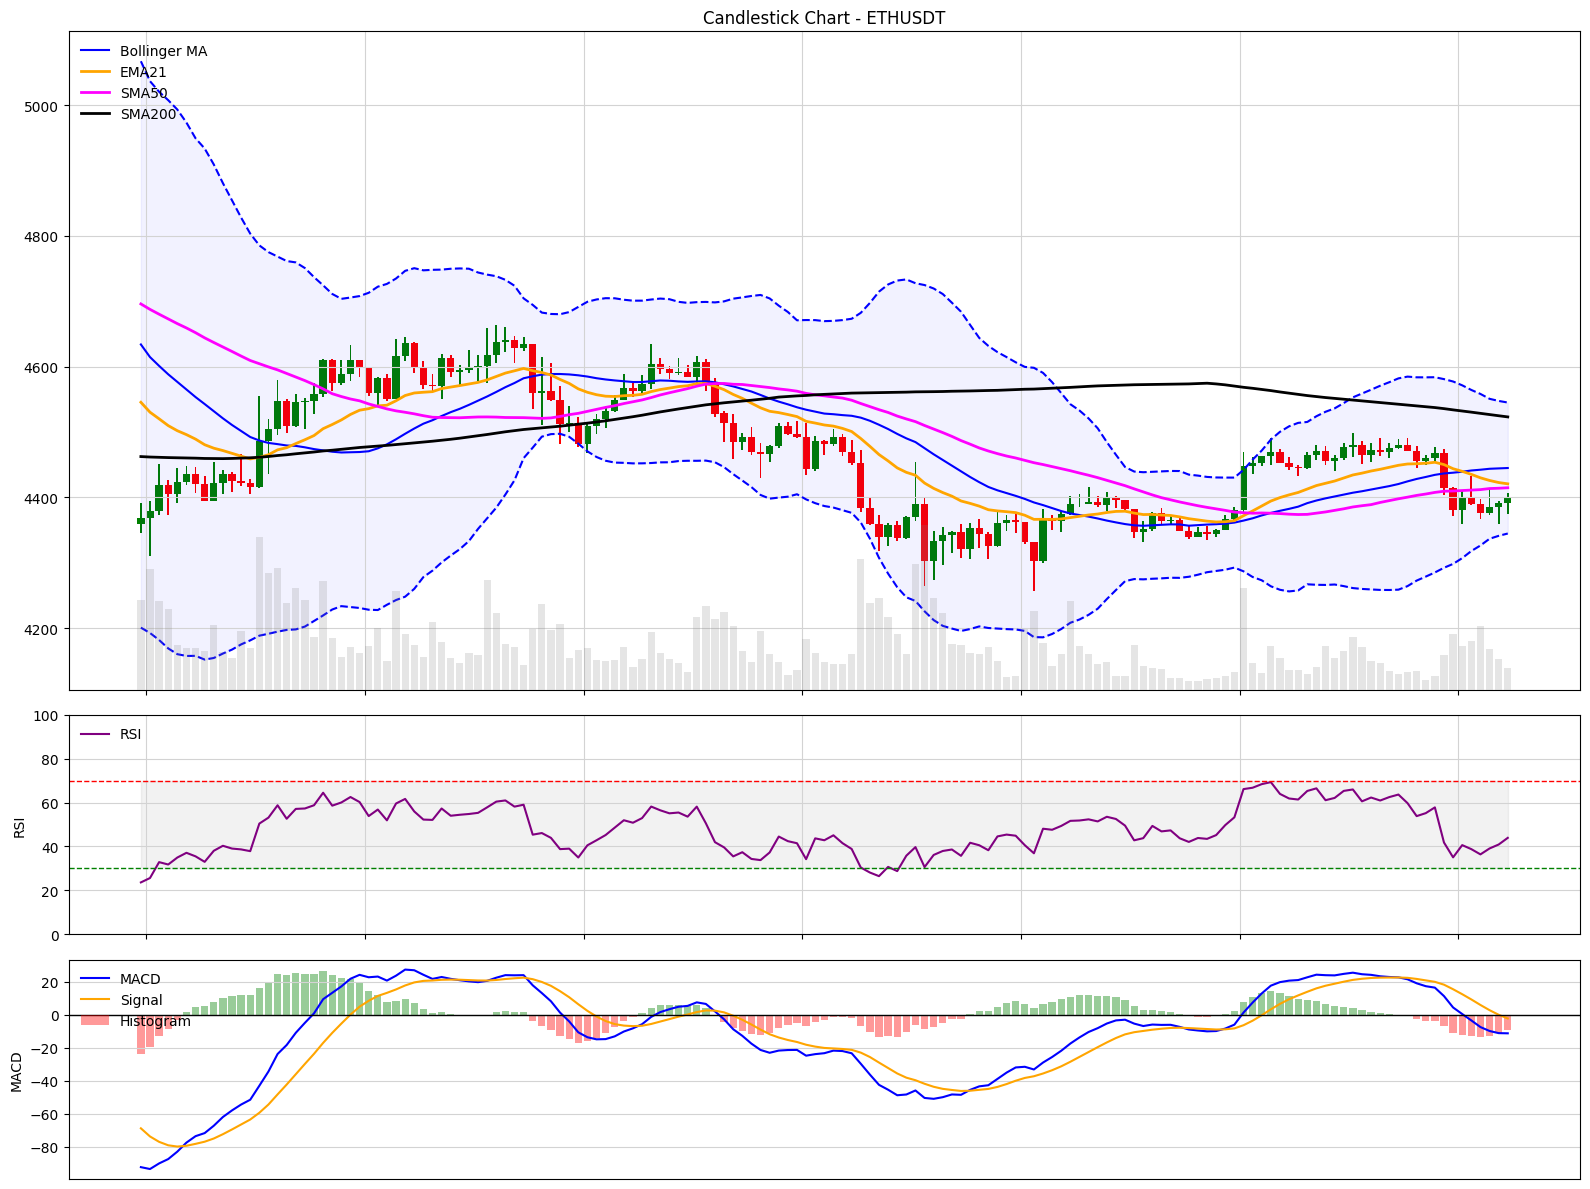 Candlestick Chart - ETHUSDT
Bollinger MA
EMA21
SMA50
SMA200
5000
4800
4600
4400
4200
100
80
60
40
20
0
RSI
RSI
20
0
−20
−40
−60
−80
MACD
MACD
Signal
Histogram